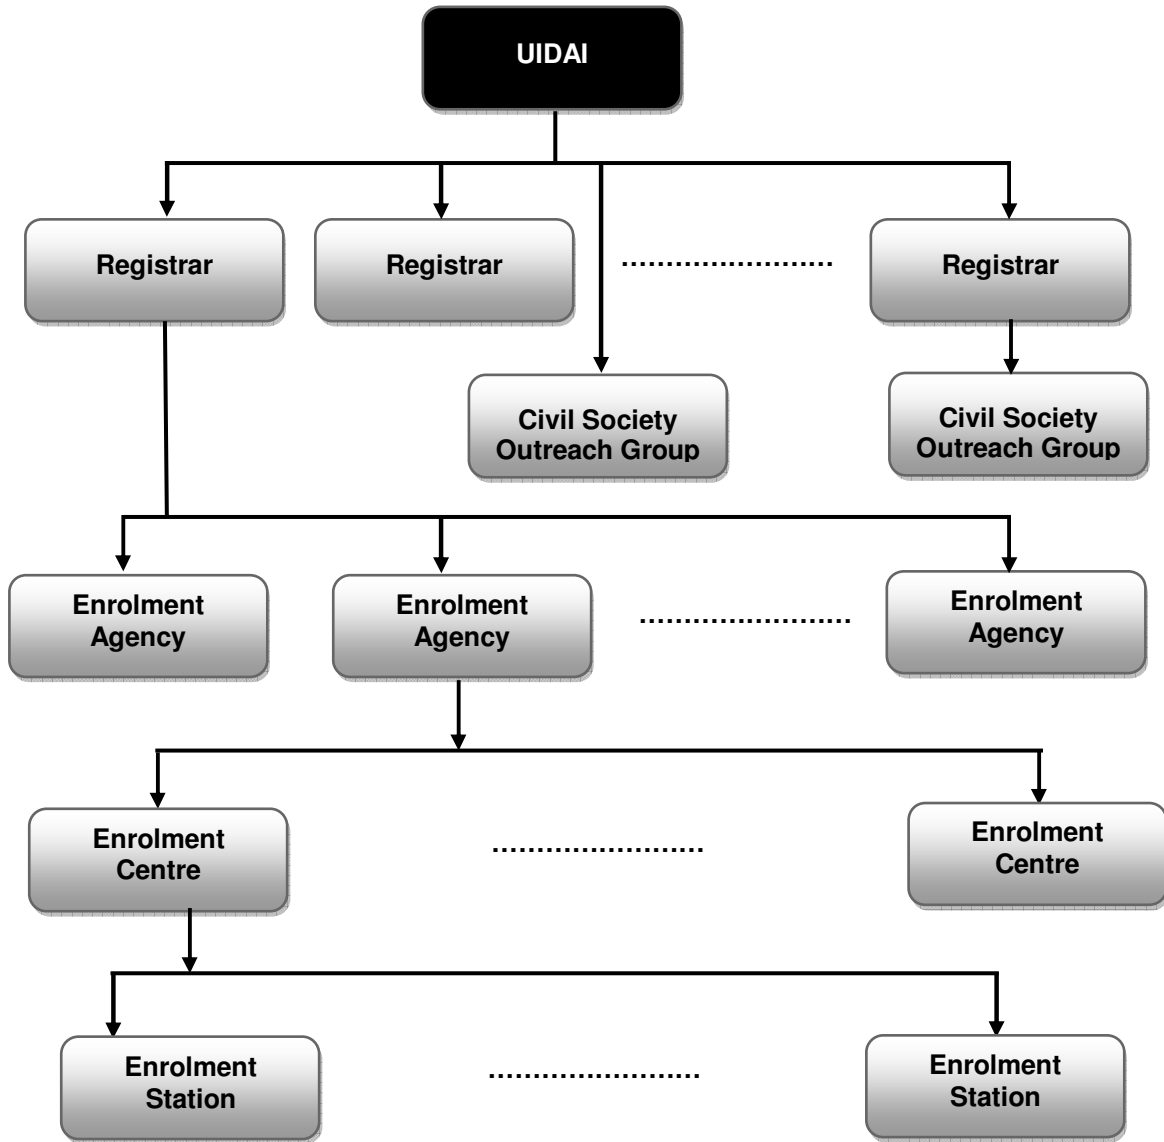 UIDAI
Registrar
Registrar
........................
Registrar
Civil Society
Outreach Group
Civil Society
Outreach Group
Enrolment
Agency
Enrolment
Agency
........................
Enrolment
Agency
Enrolment
Centre
........................
Enrolment
Centre
Enrolment
Station
........................
Enrolment
Station